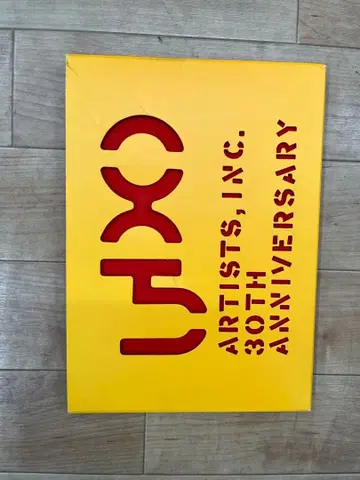 ARTISTS, INC.
30TH
ANNIVERSARY